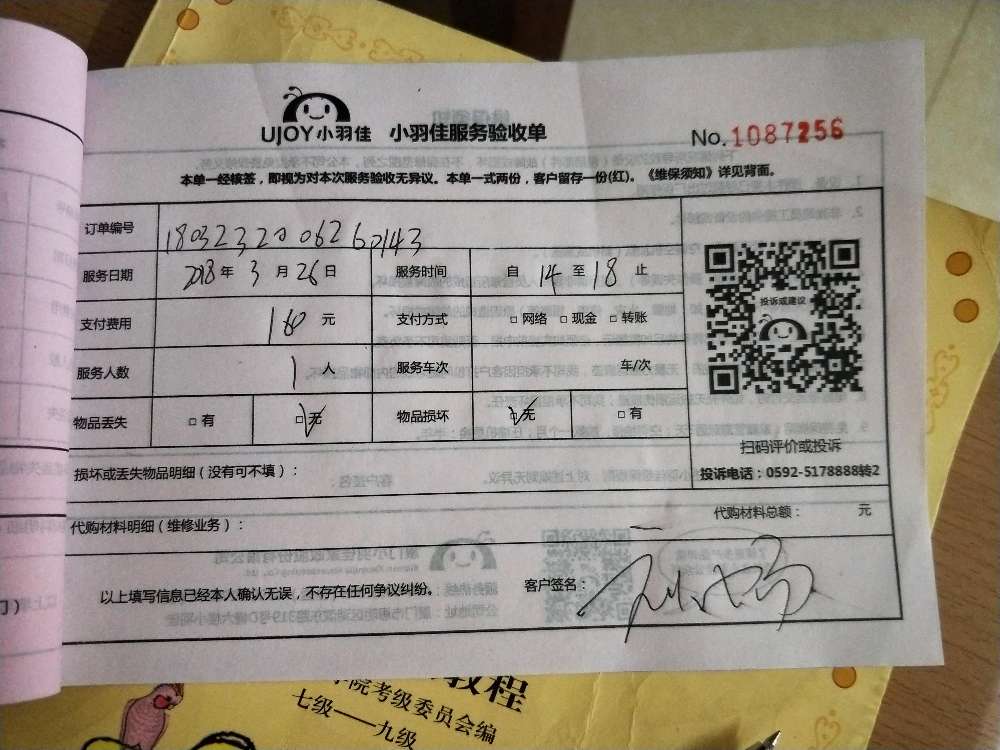 UJOY小羽佳 小羽佳服务验收单
No.1087256
本单一经核签，即视为对本次服务验收无异议。本单一式两份，客户留存一份(红)。《维保须知》详见背面。
订单编号
服务日期 2018年 3月 26日 服务时间 自 14 至 18 止
支付费用 160 元 支付方式 □网络 □现金 □转账
投诉或建议
服务人数 1 人 服务车次 车/次
物品丢失 □有 □无 物品损坏 □无 □有
扫码评价或投诉
损坏或丢失物品明细（没有可不填）：
投诉电话：0592-5178888转2
代购材料明细（维修业务）：
代购材料总额： 元
以上填写信息已经本人确认无误，不存在任何争议纠纷。
客户签名：
教程
学院考级委员会编
七级——九级